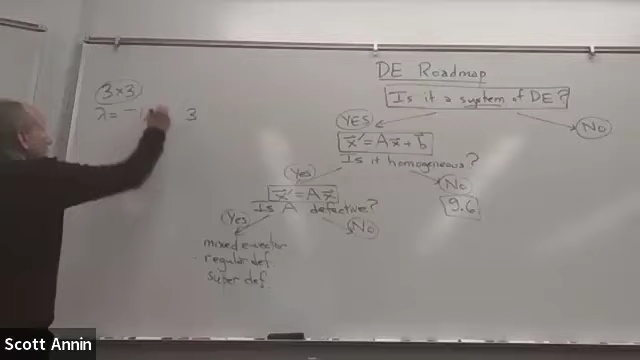 3×3
λ = -1 3
DE Roadmap
Is it a system of DE?
YES
No
x⃗' = Ax⃗ + b⃗
Is it homogeneous?
Yes
No
x⃗' = Ax⃗
9.6
Is A defective?
Yes
No
mixed e-vector
regular def.
super def.
Scott Annin